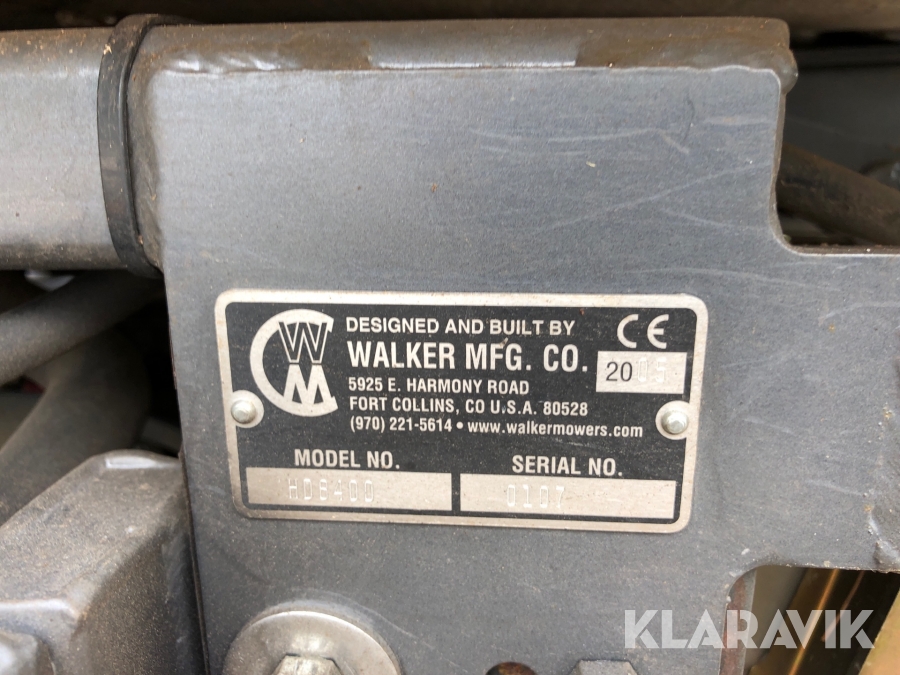 DESIGNED AND BUILT BY
WALKER MFG. CO.
CE
2005
5925 E. HARMONY ROAD
FORT COLLINS, CO U.S.A. 80528
(970) 221-5614 • www.walkermowers.com
MODEL NO. SERIAL NO.
0107
KLARAVIK